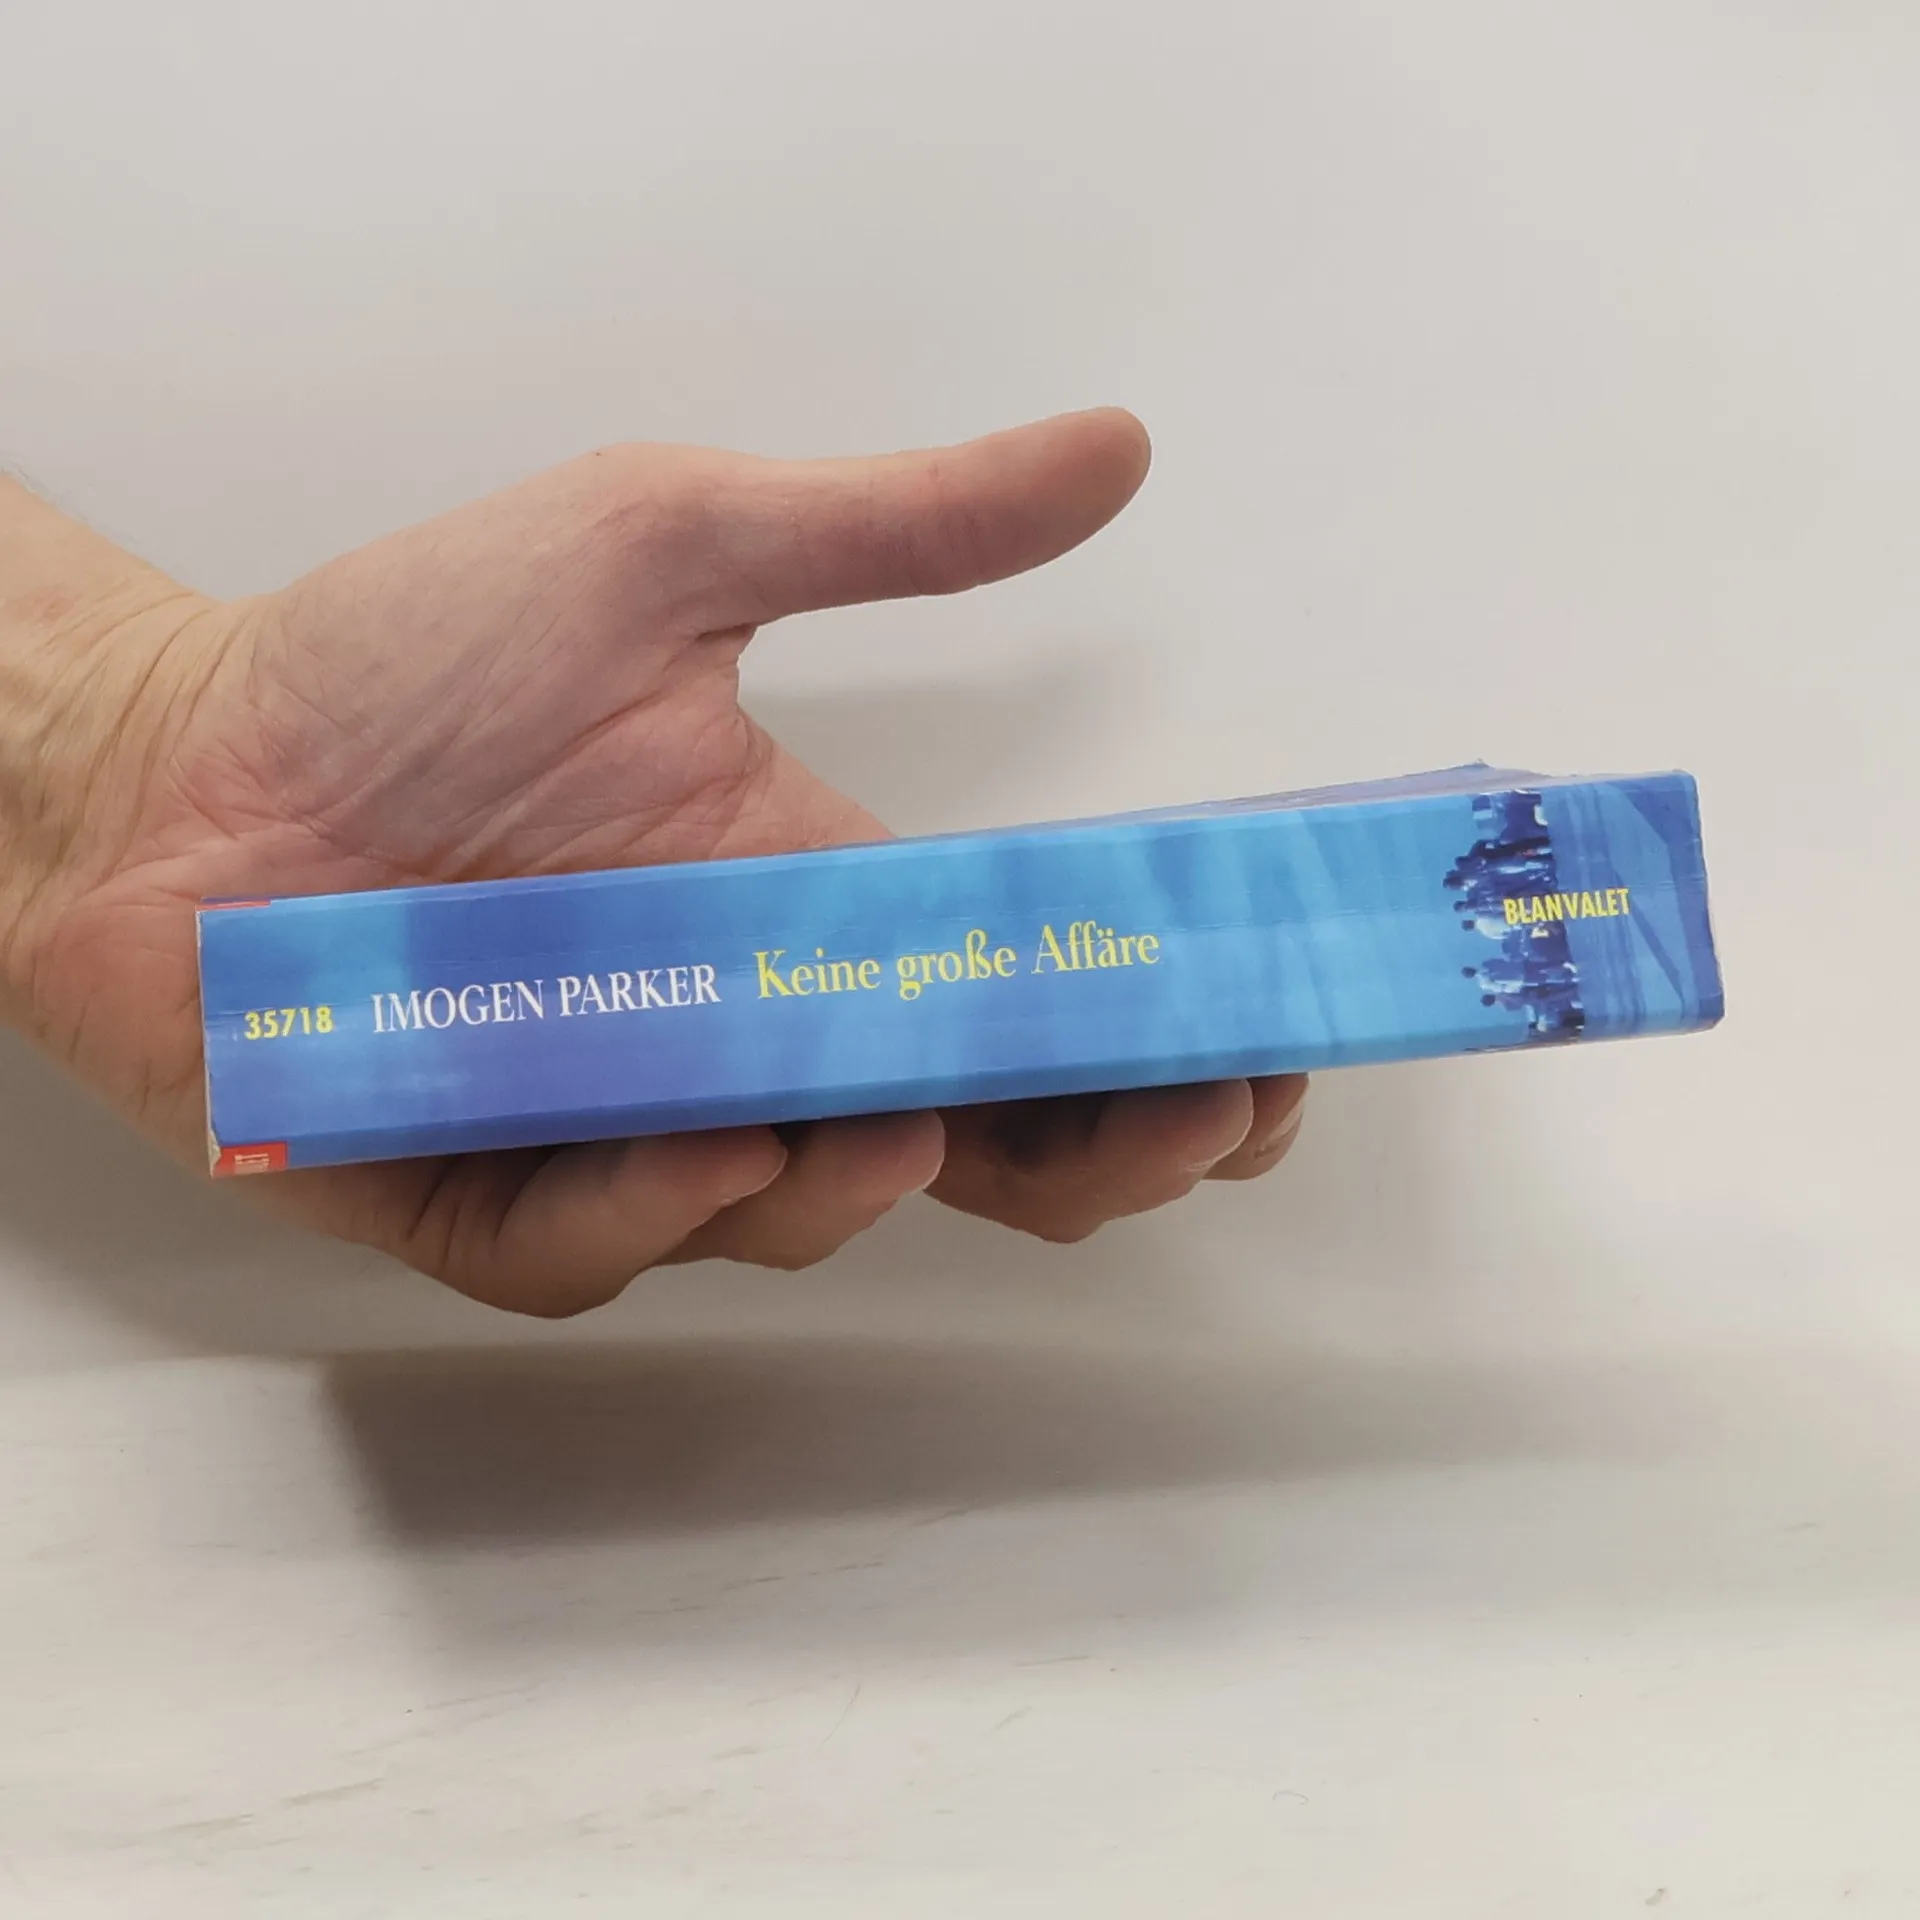 35718 IMOGEN PARKER Keine große Affäre BLANVALET